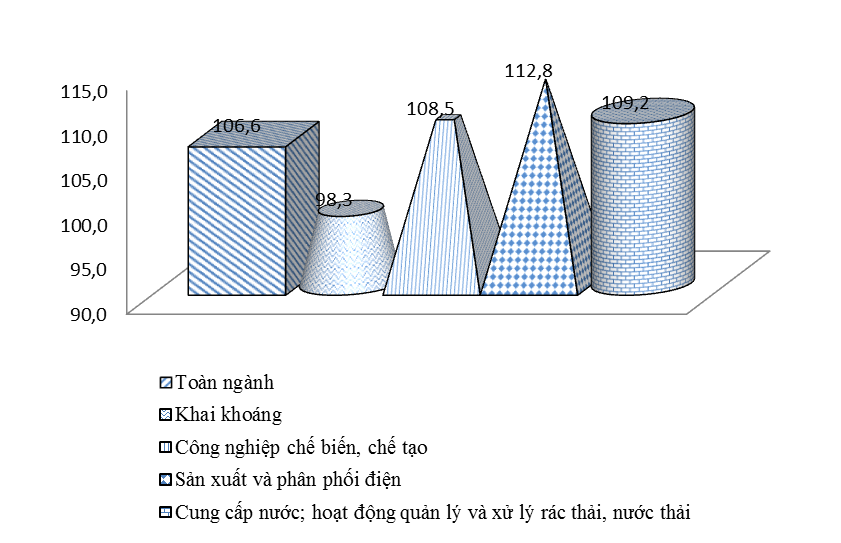 112,8
115,0
109,2
108,5
106,6
110,0
105,0
98,3
100,0
95,0
90,0
Toàn ngành
Khai khoáng
Công nghiệp chế biến, chế tạo
Sản xuất và phân phối điện
Cung cấp nước; hoạt động quản lý và xử lý rác thải, nước thải